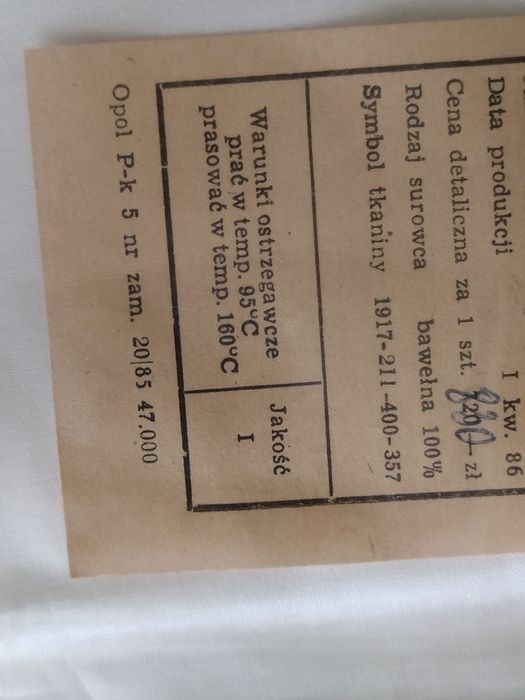 Data produkcji I kw. 86
Cena detaliczna za 1 szt. zł
Rodzaj surowca bawełna 100%
Symbol tkaniny 1917-211-400-357
Warunki ostrzegawcze
prać w temp. 95°C
prasować w temp. 160°C
Jakość
I
Opol P-k 5 nr zam. 20/85 47.000